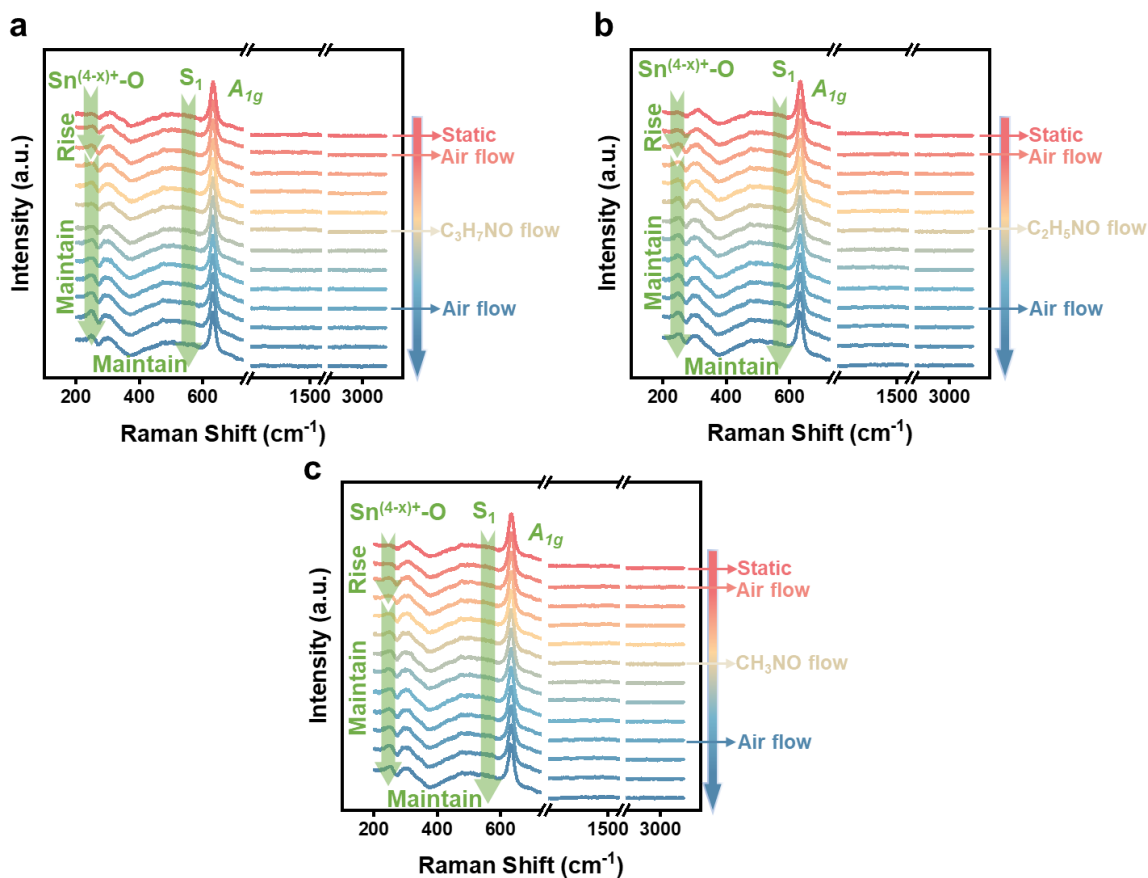 a
Sn(4-x)+-O
S1
A1g
Rise
Maintain
Maintain
Static
Air flow
C3H7NO flow
Air flow
Intensity (a.u.)
200 400 600 1500 3000
Raman Shift (cm-1)
b
Sn(4-x)+-O
S1
A1g
Rise
Maintain
Maintain
Static
Air flow
C2H5NO flow
Air flow
Intensity (a.u.)
200 400 600 1500 3000
Raman Shift (cm-1)
c
Sn(4-x)+-O
S1
A1g
Rise
Maintain
Maintain
Static
Air flow
CH3NO flow
Air flow
Intensity (a.u.)
200 400 600 1500 3000
Raman Shift (cm-1)